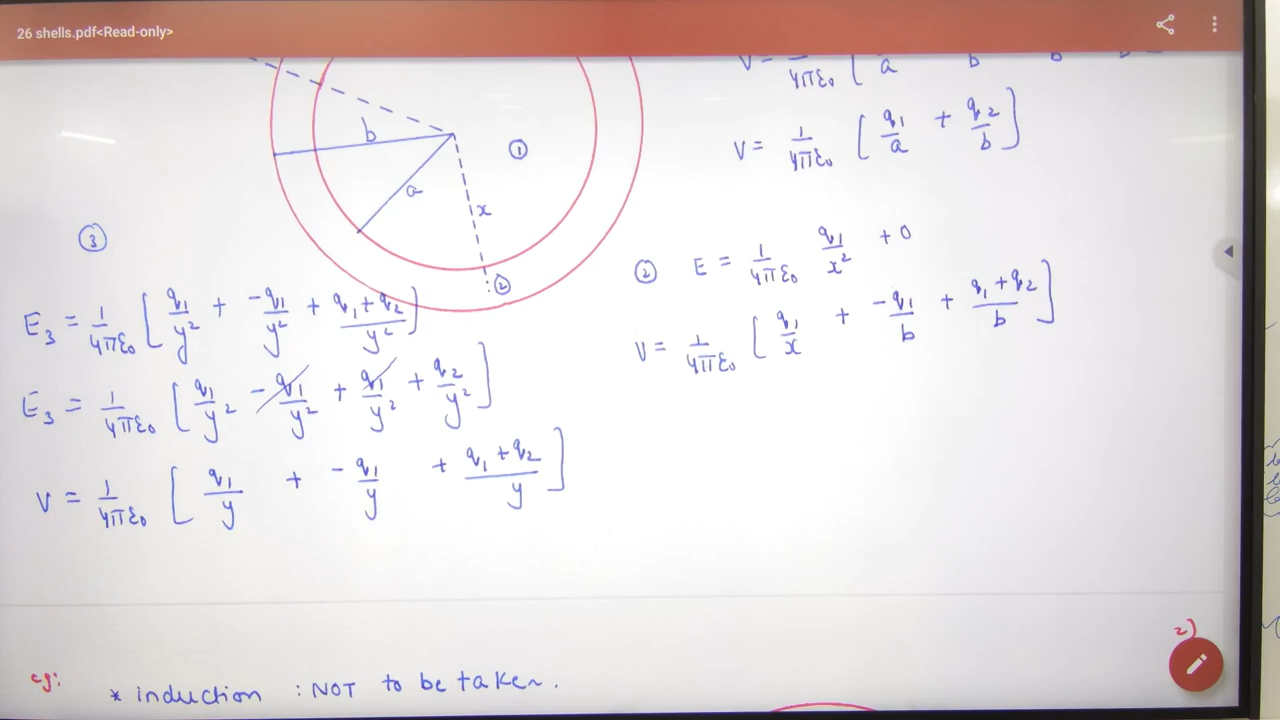 26 shells.pdf<Read-only>
V = 1/4πε₀ [ a b b
b
①
a
x
②
V = 1/4πε₀ [ q₁/a + q₂/b ]
③
② E = 1/4πε₀ q₁/x² + 0
V = 1/4πε₀ [ q₁/x + -q₁/b + q₁+q₂/b ]
E₃ = 1/4πε₀ [ q₁/y² + -q₁/y² + q₁+q₂/y² ]
E₃ = 1/4πε₀ [ q₁/y² - q₁/y² + q₁/y² + q₂/y² ]
V = 1/4πε₀ [ q₁/y + -q₁/y + q₁+q₂/y ]
2)
eg: * induction : NOT to be taken.